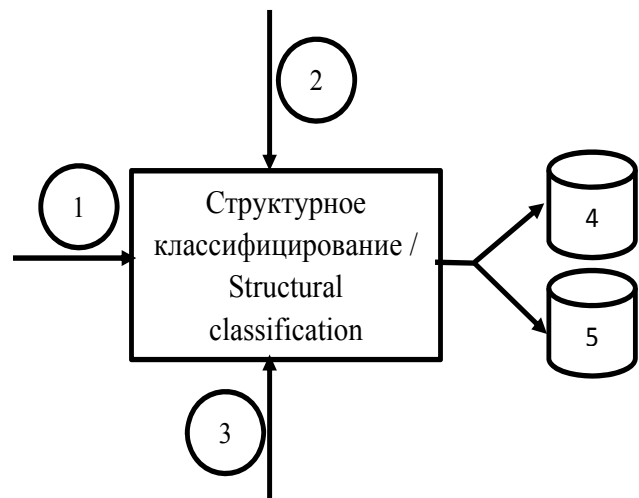 2
1
Структурное
классифицирование /
Structural
classification
4
5
3